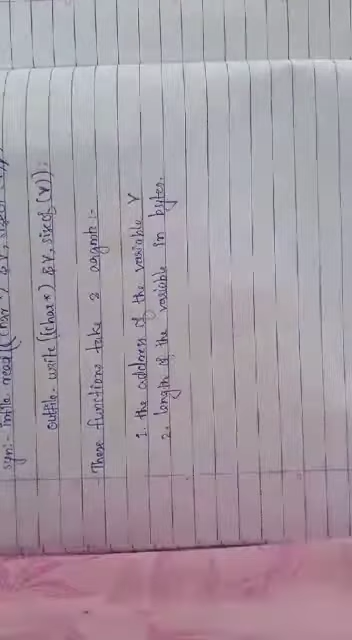 syn:- infile.read((char *) &V, sizeof (V));
outfile.write ((char*) &V, sizeof (V));
These functions take 2 argmts:-
1. the address of the variable V
2. length of the variable in bytes.